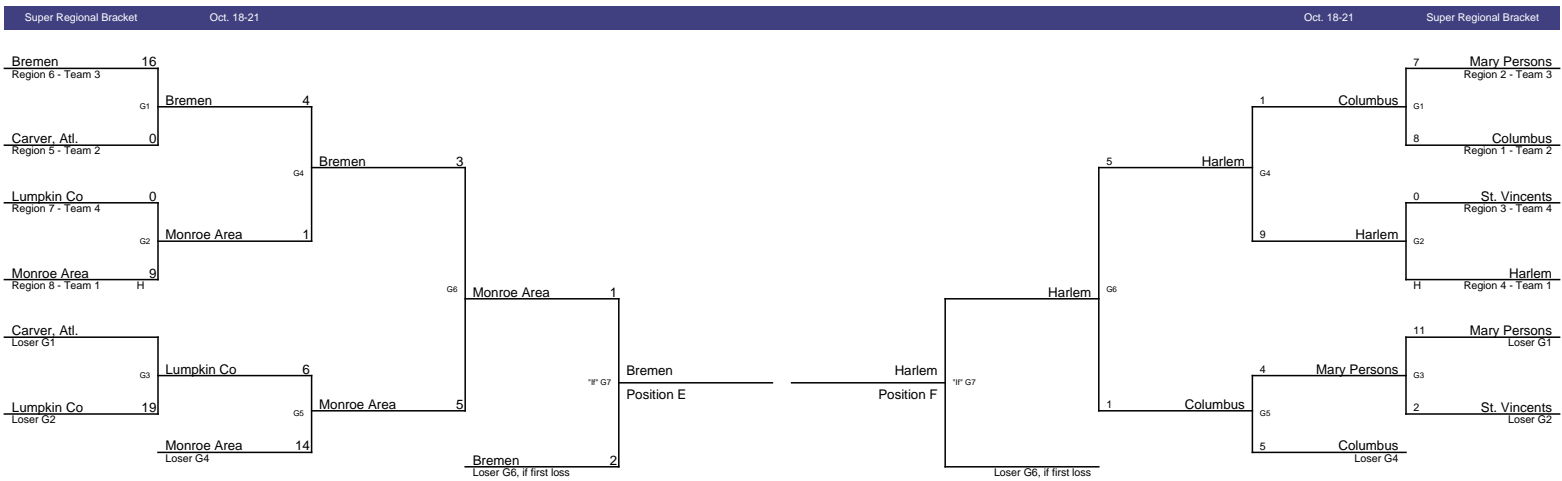 Super Regional Bracket Oct. 18-21 Oct. 18-21 Super Regional Bracket
Bremen 16
Region 6 - Team 3
G1
Bremen 4
Carver, Atl. 0
Region 5 - Team 2
G4
Bremen 3
Lumpkin Co 0
Region 7 - Team 4
G2
Monroe Area 1
Monroe Area 9
Region 8 - Team 1 H
G6
Monroe Area 1
Carver, Atl.
Loser G1
G3
Lumpkin Co 6
Lumpkin Co 19
Loser G2
G5
Monroe Area 5
Monroe Area 14
Loser G4
"If" G7
Bremen
Position E
Bremen 2
Loser G6, if first loss
7 Mary Persons
Region 2 - Team 3
1 Columbus
G1
8 Columbus
Region 1 - Team 2
5 Harlem
G4
0 St. Vincents
Region 3 - Team 4
9 Harlem
G2
Harlem
H Region 4 - Team 1
Harlem
G6
11 Mary Persons
Loser G1
4 Mary Persons
G3
2 St. Vincents
Loser G2
1 Columbus
G5
5 Columbus
Loser G4
Harlem
Position F
"If" G7
Loser G6, if first loss